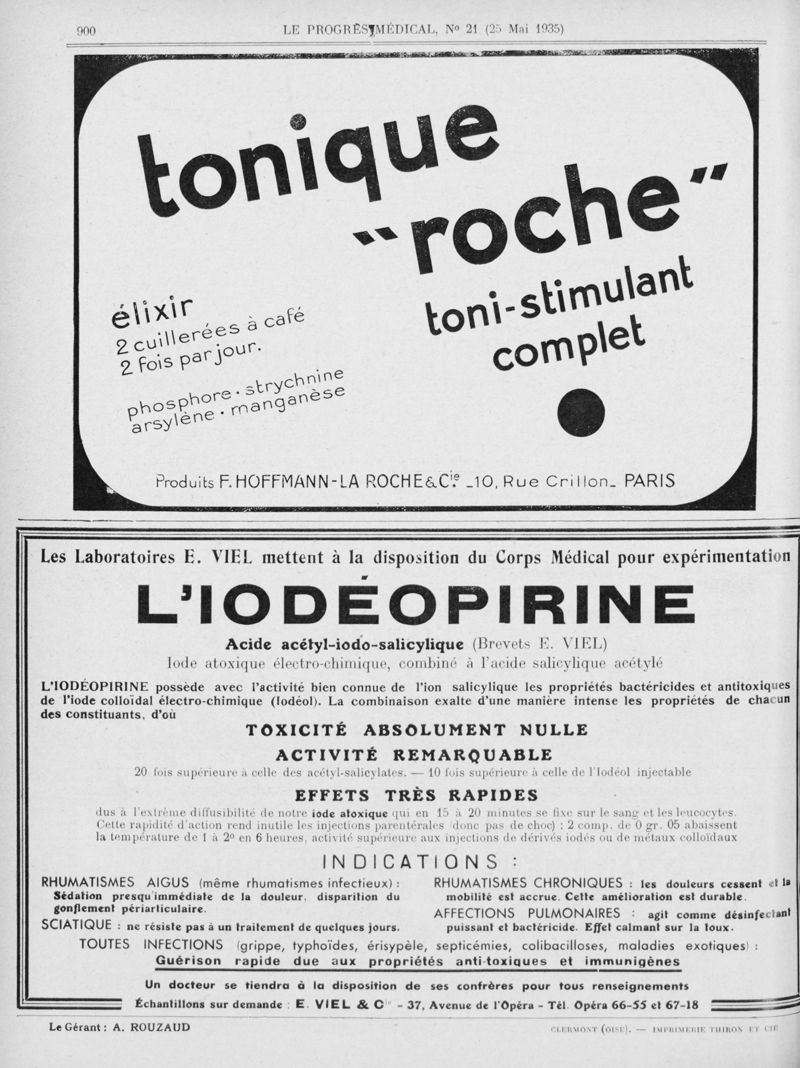 900
LE PROGRÈS MÉDICAL, No 21 (25 Mai 1935)
tonique
"roche"
élixir
2 cuillerées à café
2 fois par jour.
phosphore · strychnine
arsylène · manganèse
toni-stimulant
complet
Produits F. HOFFMANN-LA ROCHE & Cie. _10, Rue Crillon_ PARIS
Les Laboratoires E. VIEL mettent à la disposition du Corps Médical pour expérimentation
L'IODÉOPIRINE
Acide acétyl-iodo-salicylique (Brevets E. VIEL)
Iode atoxique électro-chimique, combiné à l'acide salicylique acétylé
L'IODÉOPIRINE possède avec l'activité bien connue de l'ion salicylique les propriétés bactéricides et antitoxiques
de l'iode colloïdal électro-chimique (Iodéol). La combinaison exalte d'une manière intense les propriétés de chacun
des constituants, d'où
TOXICITÉ ABSOLUMENT NULLE
ACTIVITÉ REMARQUABLE
20 fois supérieure à celle des acétyl-salicylates. — 10 fois supérieure à celle de l'Iodéol injectable
EFFETS TRÈS RAPIDES
dus à l'extrême diffusibilité de notre iode atoxique qui en 15 à 20 minutes se fixe sur le sang et les leucocytes.
Cette rapidité d'action rend inutile les injections parentérales (donc pas de choc) : 2 comp. de 0 gr. 05 abaissent
la température de 1 à 2o en 6 heures, activité supérieure aux injections de dérivés iodés ou de métaux colloïdaux
INDICATIONS :
RHUMATISMES AIGUS (même rhumatismes infectieux) :
Sédation presqu'immédiate de la douleur, disparition du
gonflement périarticulaire.
SCIATIQUE : ne résiste pas à un traitement de quelques jours.
RHUMATISMES CHRONIQUES : les douleurs cessent et la
mobilité est accrue. Cette amélioration est durable.
AFFECTIONS PULMONAIRES : agit comme désinfectant
puissant et bactéricide. Effet calmant sur la toux.
TOUTES INFECTIONS (grippe, typhoïdes, érisypèle, septicémies, colibacilloses, maladies exotiques) :
Guérison rapide due aux propriétés anti-toxiques et immunigènes
Un docteur se tiendra à la disposition de ses confrères pour tous renseignements
Échantillons sur demande : E. VIEL & Cie - 37, Avenue de l'Opéra - Tél. Opéra 66-55 et 67-18
Le Gérant : A. ROUZAUD
CLERMONT (OISE). — IMPRIMERIE THIRON ET CIE